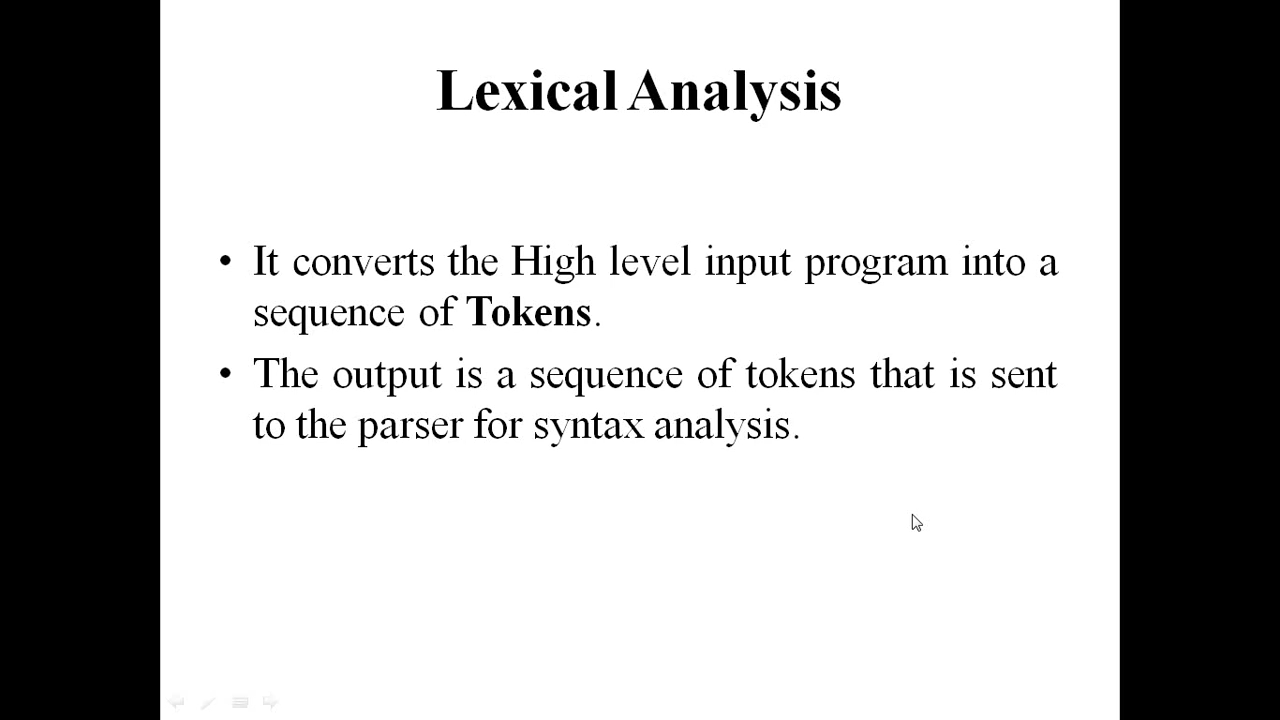 Lexical Analysis
• It converts the High level input program into a
sequence of Tokens.
• The output is a sequence of tokens that is sent
to the parser for syntax analysis.